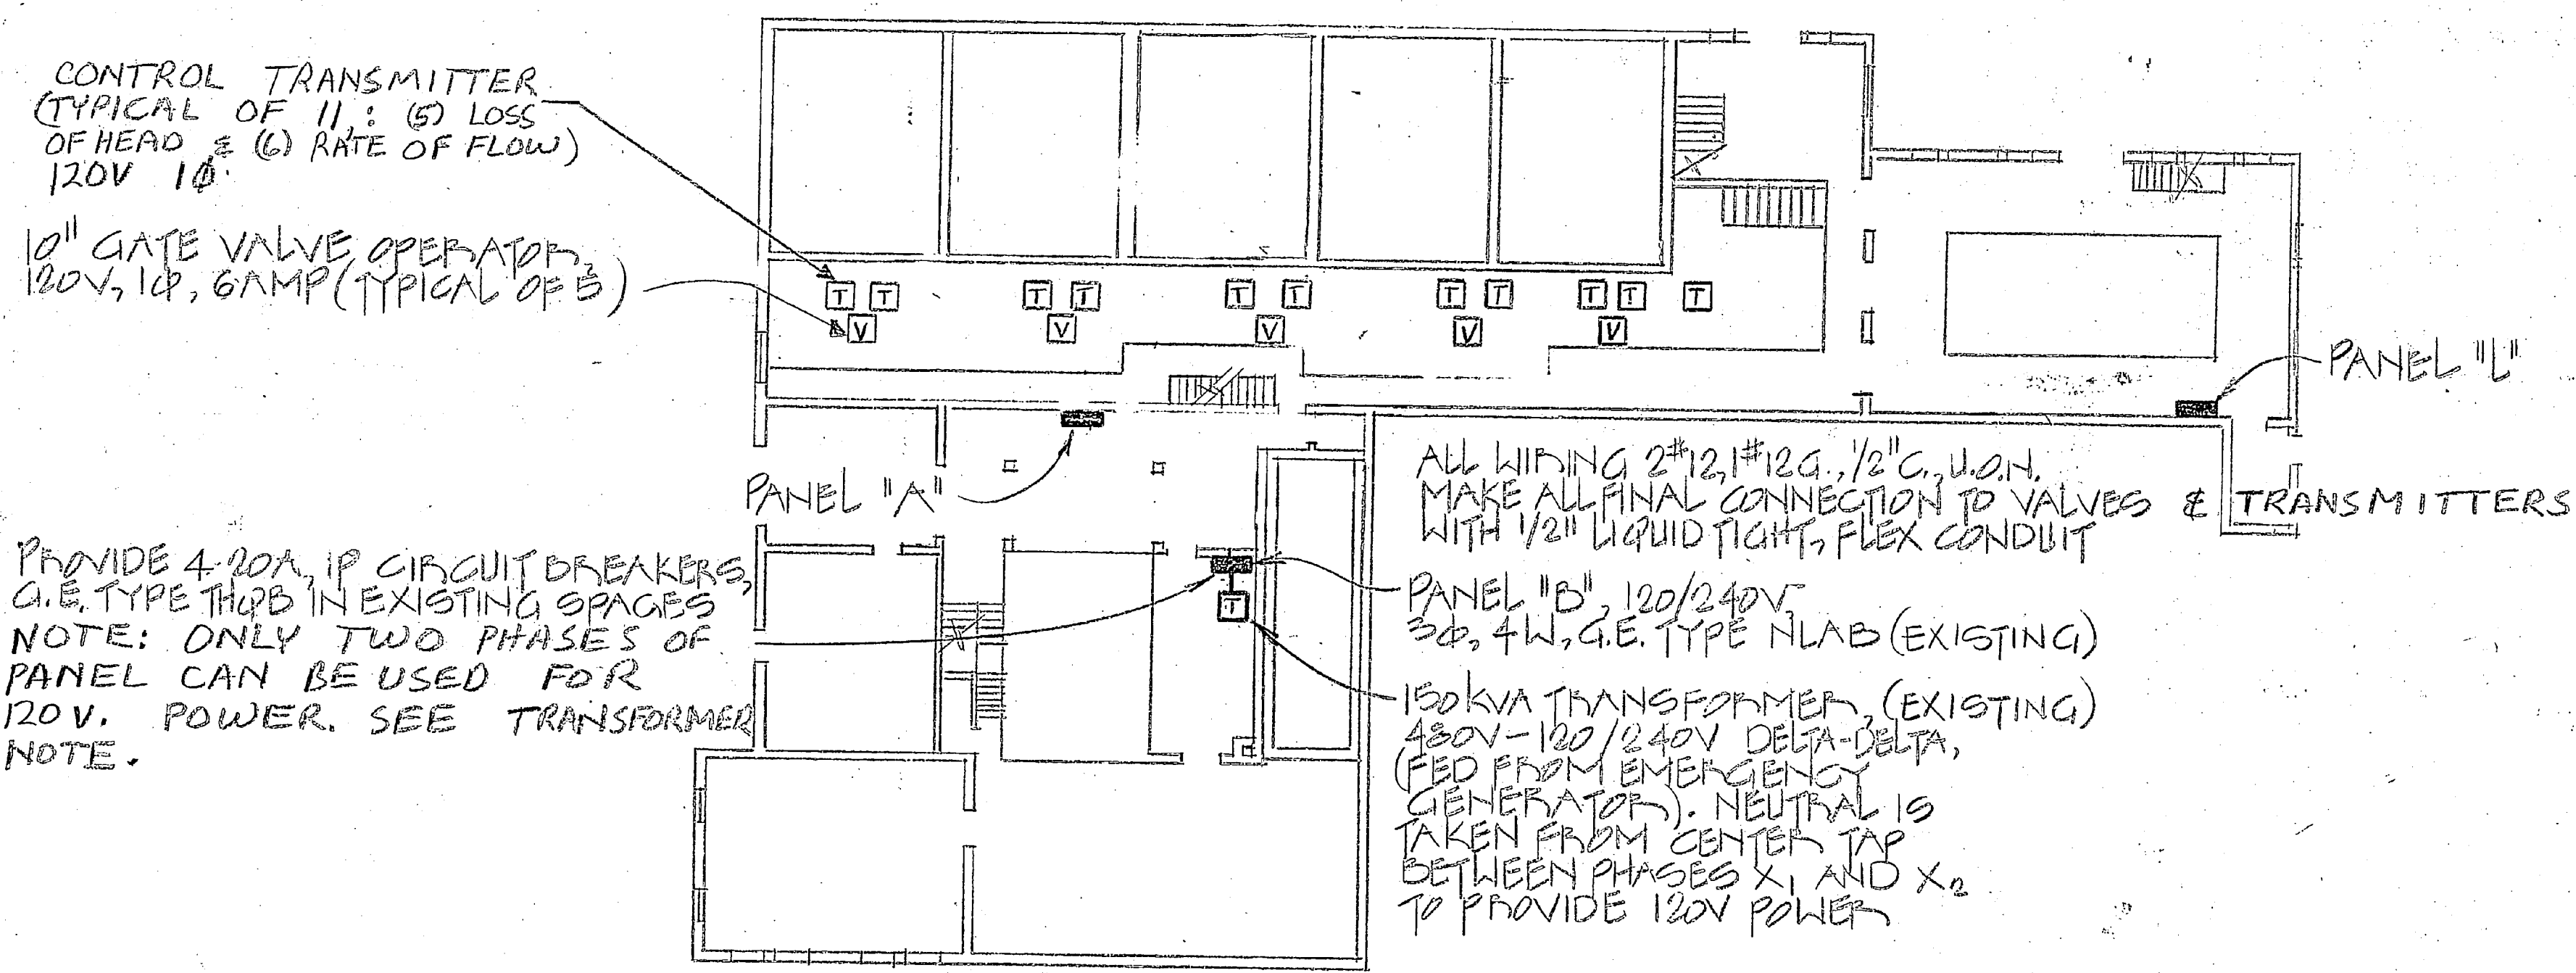 CONTROL TRANSMITTER
(TYPICAL OF 11,: (5) LOSS
OF HEAD & (6) RATE OF FLOW)
120V 1Ø.
10" GATE VALVE OPERATOR,
120V, 1Ø, 6AMP (TYPICAL OF 5)
T T T T T T T T T T T
V V V V V
PANEL "L"
PANEL "A"
ALL WIRING 2#12, 1#12G., 1/2"C., U.O.N.
MAKE ALL FINAL CONNECTION TO VALVES & TRANSMITTERS
WITH 1/2" LIQUID TIGHT, FLEX CONDUIT
PROVIDE 4-20A, 1P CIRCUIT BREAKERS,
G.E. TYPE THQB IN EXISTING SPACES
NOTE: ONLY TWO PHASES OF
PANEL CAN BE USED FOR
120V. POWER. SEE TRANSFORMER
NOTE.
T
PANEL "B", 120/240V,
3Ø, 4W, G.E. TYPE NLAB (EXISTING)
150KVA TRANSFORMER, (EXISTING)
480V-120/240V DELTA-DELTA,
(FED FROM EMERGENCY
GENERATOR). NEUTRAL IS
TAKEN FROM CENTER TAP
BETWEEN PHASES X1 AND X2
TO PROVIDE 120V POWER